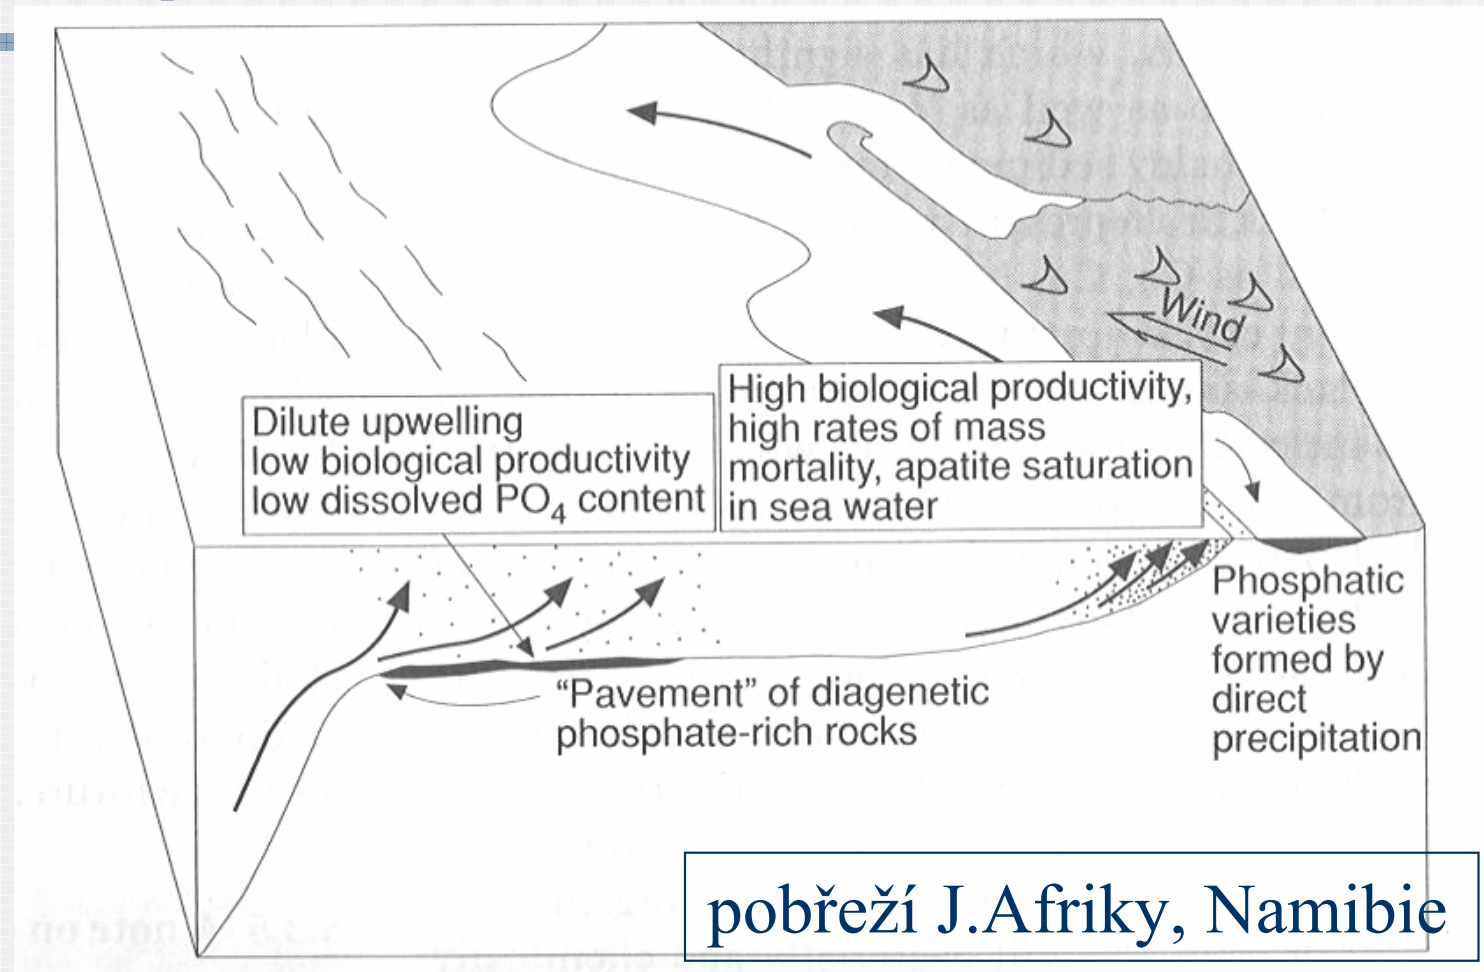 Wind
High biological productivity,
high rates of mass
mortality, apatite saturation
in sea water
Dilute upwelling
low biological productivity
low dissolved PO₄ content
Phosphatic
varieties
formed by
direct
precipitation
“Pavement” of diagenetic
phosphate-rich rocks
pobřeží J.Afriky, Namibie